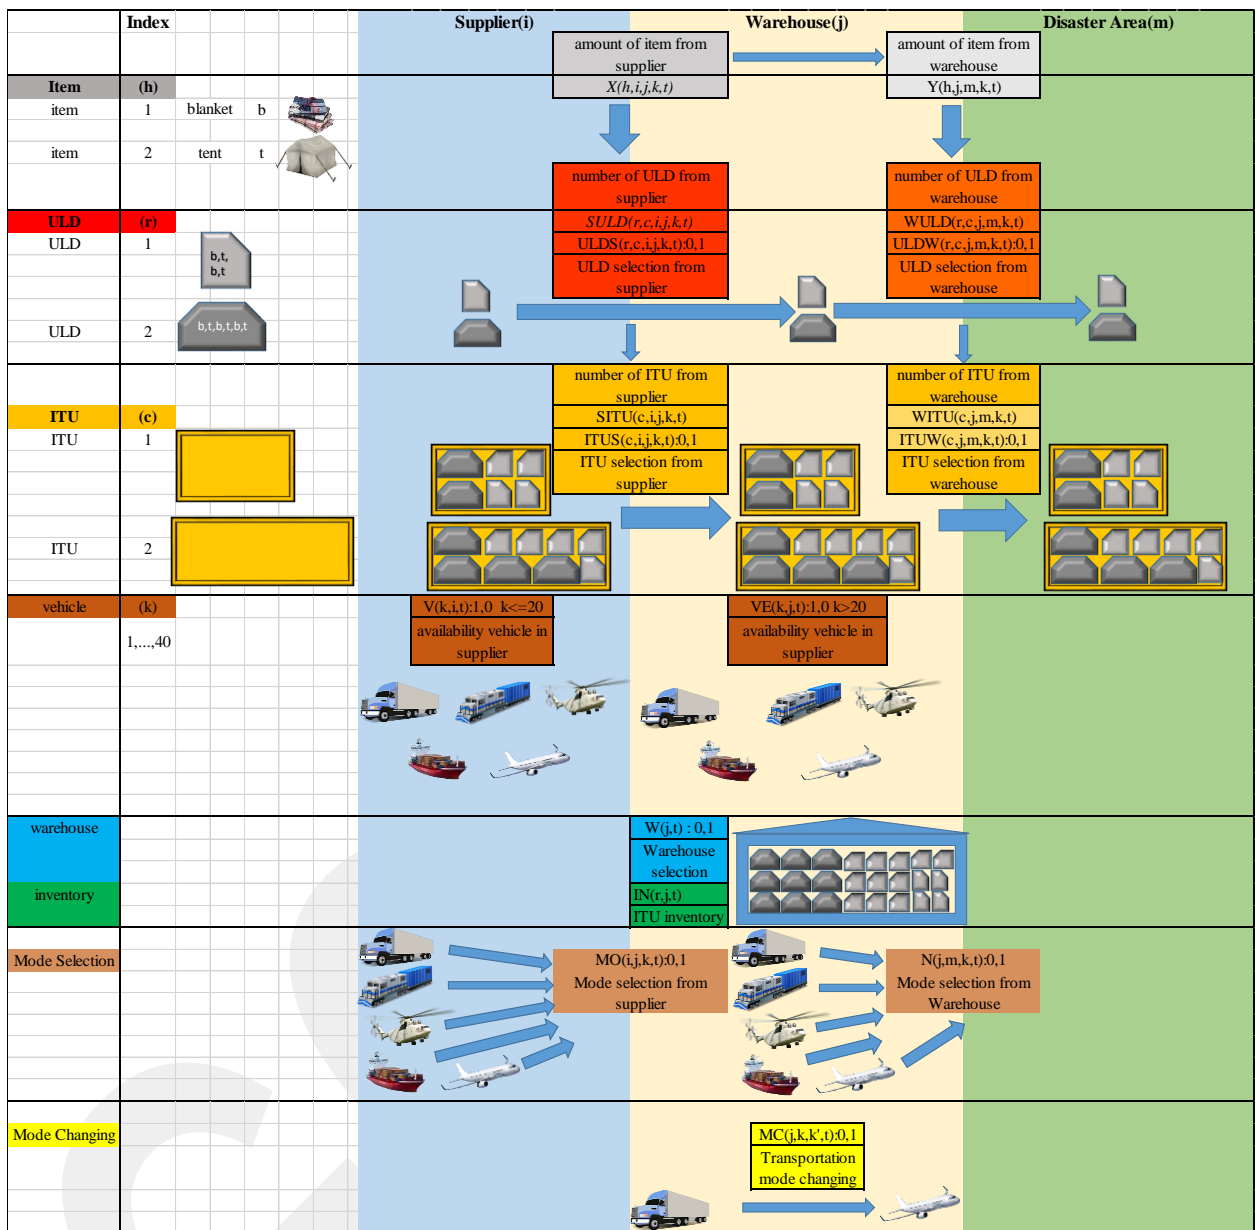 Index
Supplier(i)
Warehouse(j)
Disaster Area(m)
amount of item from
supplier
amount of item from
warehouse
Item
(h)
X(h,i,j,k,t)
Y(h,j,m,k,t)
item
1
blanket
b
item
2
tent
t
number of ULD from
supplier
number of ULD from
warehouse
ULD
(r)
SULD(r,c,i,j,k,t)
WULD(r,c,j,m,k,t)
ULD
1
ULDS(r,c,i,j,k,t):0,1
ULDW(r,c,j,m,k,t):0,1
b,t,
b,t
ULD selection from
supplier
ULD selection from
warehouse
ULD
2
b,t,b,t,b,t
number of ITU from
supplier
number of ITU from
warehouse
ITU
(c)
SITU(c,i,j,k,t)
WITU(c,j,m,k,t)
ITU
1
ITUS(c,i,j,k,t):0,1
ITUW(c,j,m,k,t):0,1
ITU selection from
supplier
ITU selection from
warehouse
ITU
2
vehicle
(k)
V(k,i,t):1,0 k<=20
VE(k,j,t):1,0 k>20
1,...,40
availability vehicle in
supplier
availability vehicle in
supplier
warehouse
W(j,t) : 0,1
Warehouse
selection
inventory
IN(r,j,t)
ITU inventory
Mode Selection
MO(i,j,k,t):0,1
Mode selection from
supplier
N(j,m,k,t):0,1
Mode selection from
Warehouse
Mode Changing
MC(j,k,k',t):0,1
Transportation
mode changing